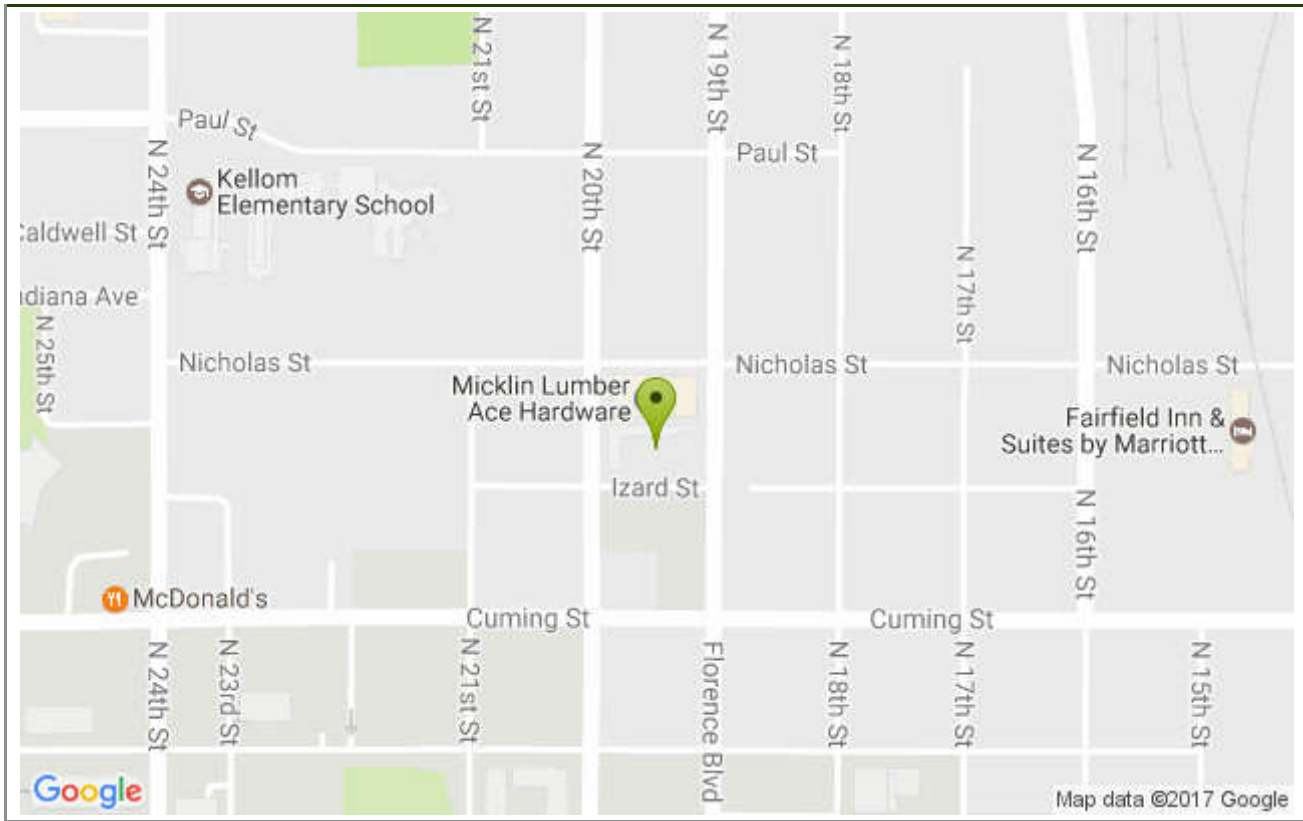 N 21st St
N 19th St
N 18th St
Paul St
Paul St
N 24th St
N 20th St
N 16th St
Kellom
Elementary School
Caldwell St
N 17th St
ndiana Ave
N 25th St
Nicholas St
Nicholas St
Nicholas St
Micklin Lumber
Ace Hardware
Fairfield Inn &
Suites by Marriott...
Izard St
N 16th St
McDonald's
Cuming St
Cuming St
N 24th St
N 23rd St
N 21st St
Florence Blvd
N 18th St
N 17th St
N 15th St
Google
Map data ©2017 Google